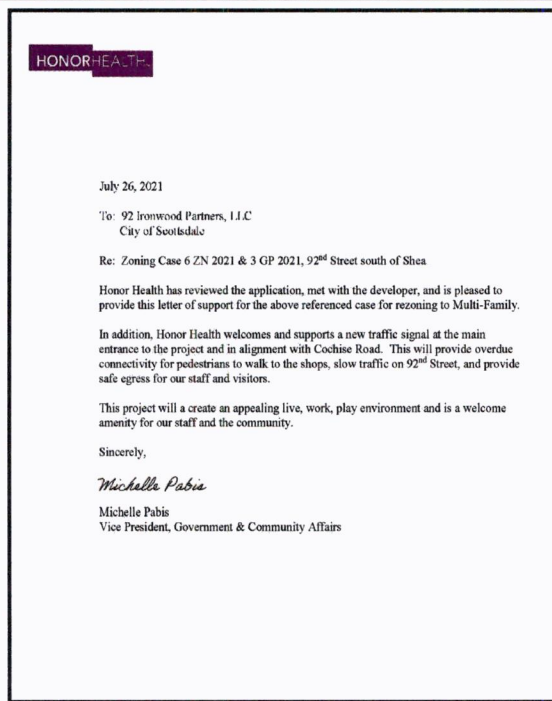 HONORHEALTH
July 26, 2021
To: 92 Ironwood Partners, LLC
City of Scottsdale
Re: Zoning Case 6 ZN 2021 & 3 GP 2021, 92nd Street south of Shea
Honor Health has reviewed the application, met with the developer, and is pleased to
provide this letter of support for the above referenced case for rezoning to Multi-Family.
In addition, Honor Health welcomes and supports a new traffic signal at the main
entrance to the project and in alignment with Cochise Road. This will provide overdue
connectivity for pedestrians to walk to the shops, slow traffic on 92nd Street, and provide
safe egress for our staff and visitors.
This project will a create an appealing live, work, play environment and is a welcome
amenity for our staff and the community.
Sincerely,
Michelle Pabis
Michelle Pabis
Vice President, Government & Community Affairs